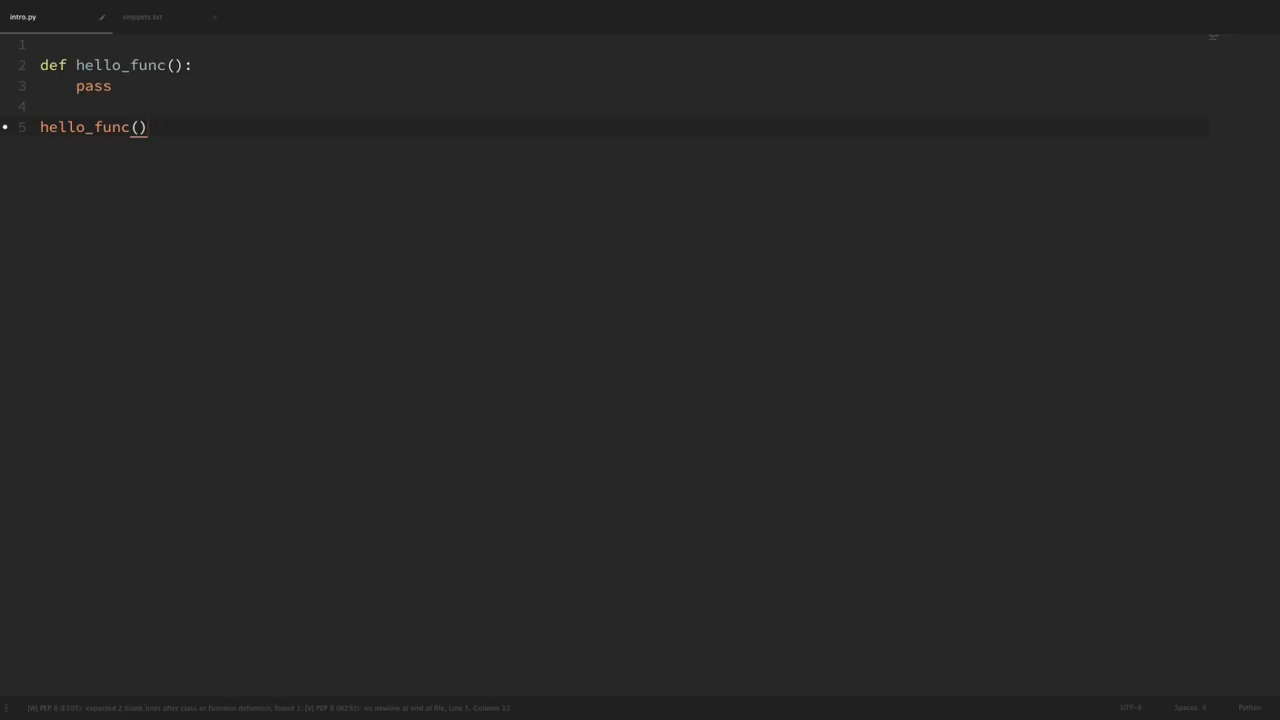 intro.py
snippets.txt
1
2 def hello_func():
3     pass
4
5 hello_func()
[W] PEP 8 (E305): expected 2 blank lines after class or function definition, found 1; [W] PEP 8 (W292): no newline at end of file, Line 5, Column 13
UTF-8
Spaces: 4
Python